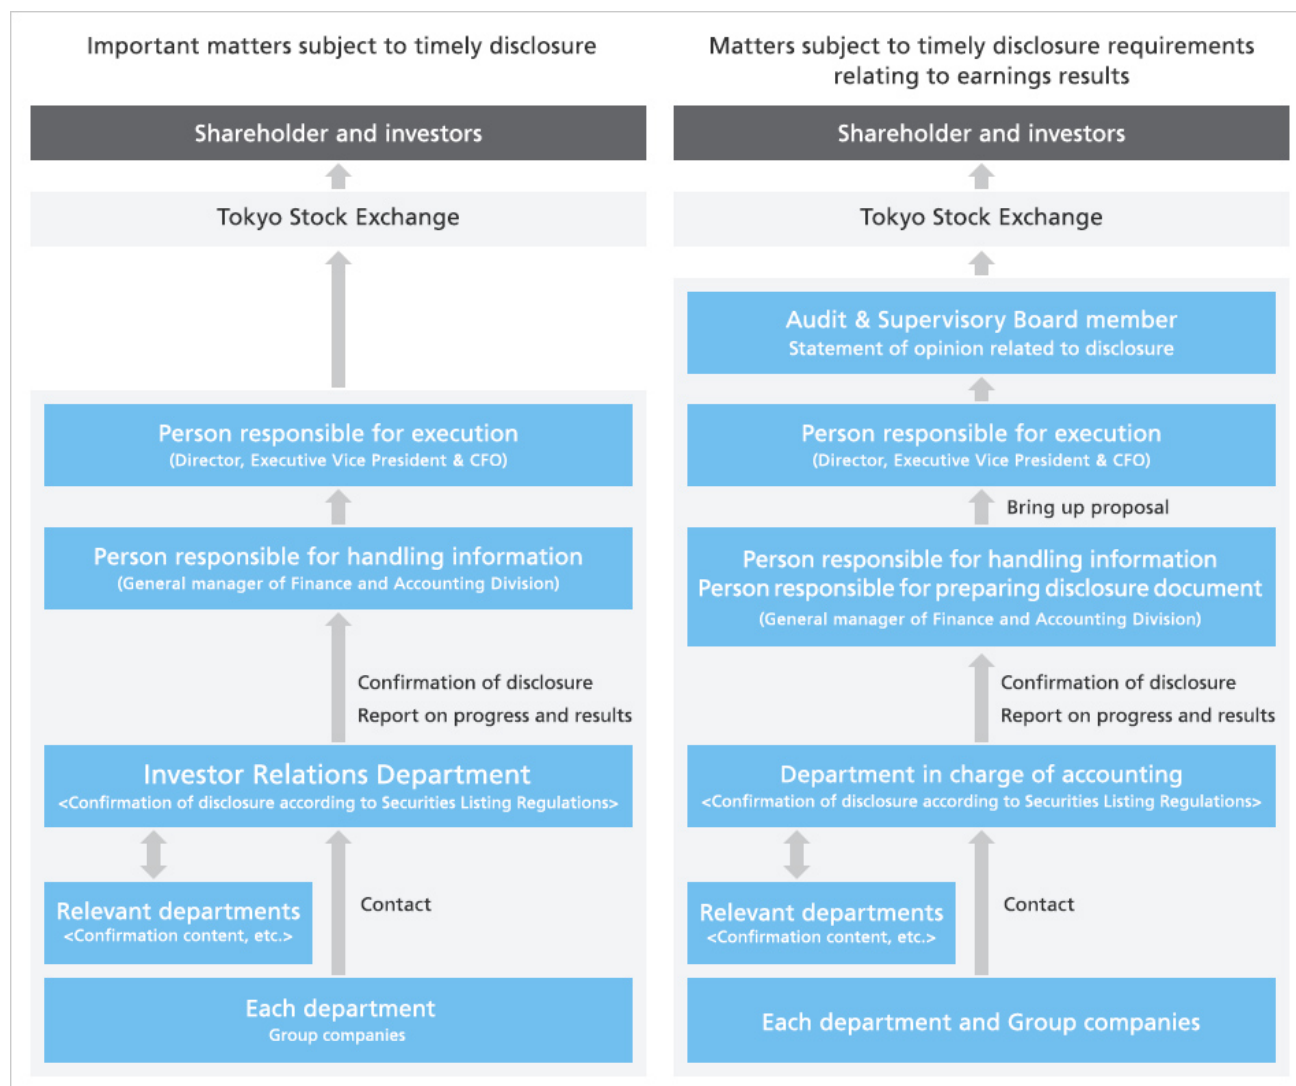 Important matters subject to timely disclosure
Shareholder and investors
Tokyo Stock Exchange
Person responsible for execution
(Director, Executive Vice President & CFO)
Person responsible for handling information
(General manager of Finance and Accounting Division)
Confirmation of disclosure
Report on progress and results
Investor Relations Department
<Confirmation of disclosure according to Securities Listing Regulations>
Relevant departments
<Confirmation content, etc.>
Contact
Each department
Group companies
Matters subject to timely disclosure requirements
relating to earnings results
Shareholder and investors
Tokyo Stock Exchange
Audit & Supervisory Board member
Statement of opinion related to disclosure
Person responsible for execution
(Director, Executive Vice President & CFO)
Bring up proposal
Person responsible for handling information
Person responsible for preparing disclosure document
(General manager of Finance and Accounting Division)
Confirmation of disclosure
Report on progress and results
Department in charge of accounting
<Confirmation of disclosure according to Securities Listing Regulations>
Relevant departments
<Confirmation content, etc.>
Contact
Each department and Group companies